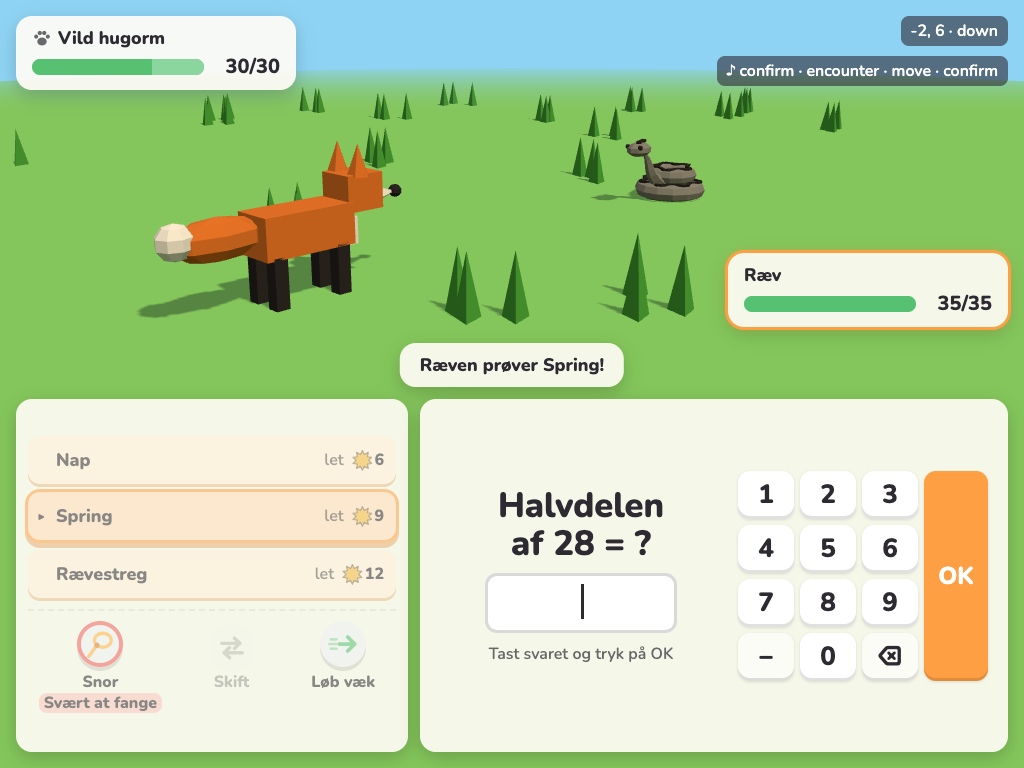 Vild hugorm
30/30
-2, 6 · down
♪ confirm · encounter · move · confirm
Ræv
35/35
Ræven prøver Spring!
Nap let 6
▸ Spring let 9
Rævestreg let 12
Snor
Svært at fange
Skift
Løb væk
Halvdelen
af 28 = ?
Tast svaret og tryk på OK
1 2 3
4 5 6
7 8 9
– 0
OK